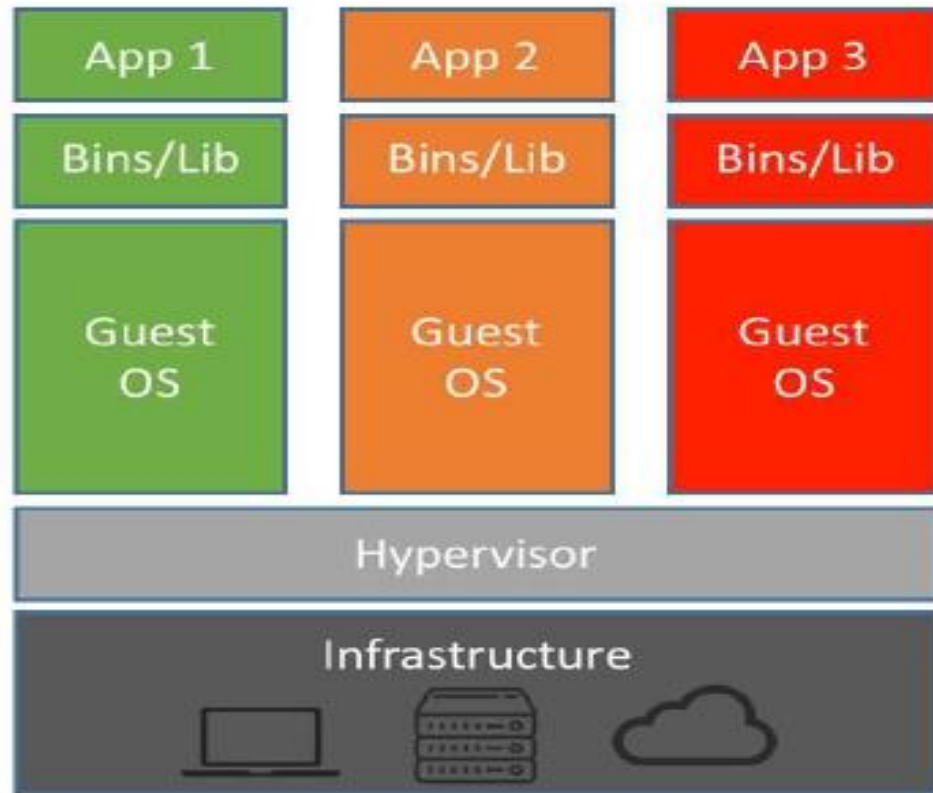 App 1
App 2
App 3
Bins/Lib
Bins/Lib
Bins/Lib
Guest
OS
Guest
OS
Guest
OS
Hypervisor
Infrastructure